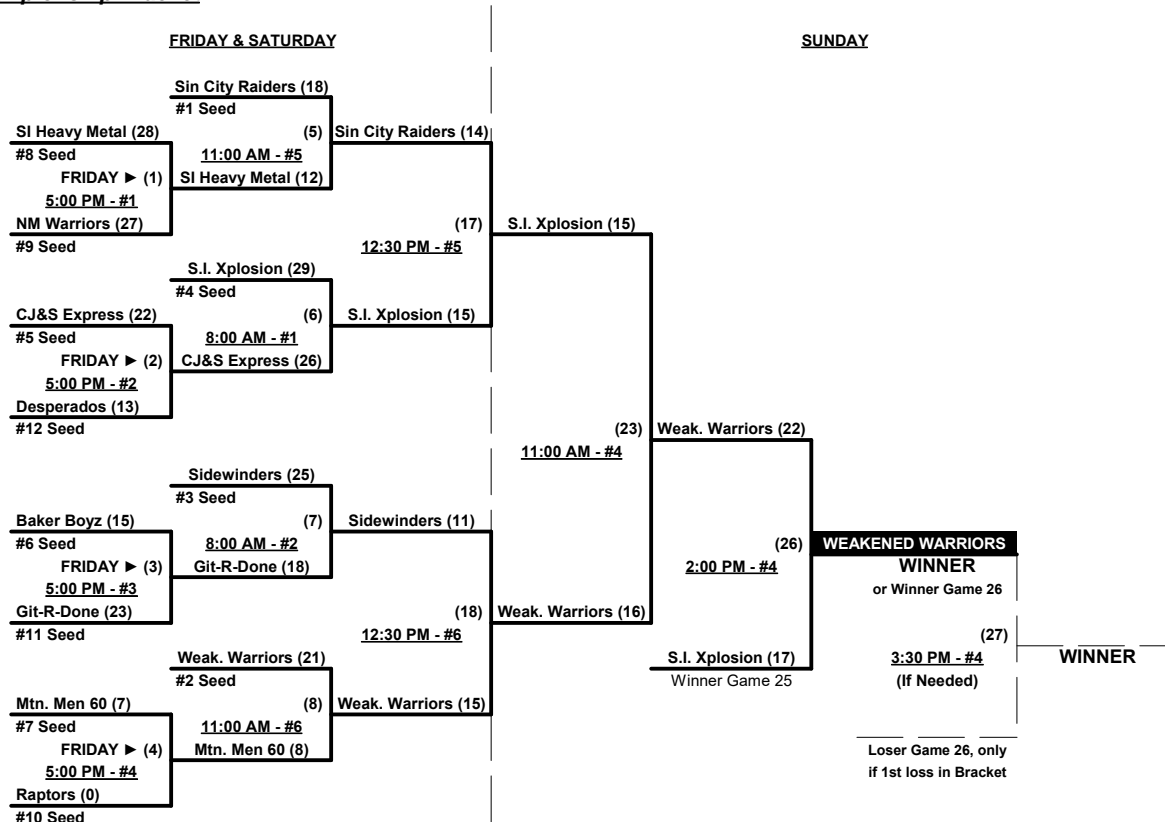 FRIDAY & SATURDAY
SUNDAY
Sin City Raiders (18)
#1 Seed
SI Heavy Metal (28)
(5)
Sin City Raiders (14)
#8 Seed
11:00 AM - #5
FRIDAY ► (1)
SI Heavy Metal (12)
5:00 PM - #1
NM Warriors (27)
(17)
S.I. Xplosion (15)
#9 Seed
12:30 PM - #5
S.I. Xplosion (29)
#4 Seed
CJ&S Express (22)
(6)
S.I. Xplosion (15)
#5 Seed
8:00 AM - #1
FRIDAY ► (2)
CJ&S Express (26)
5:00 PM - #2
Desperados (13)
#12 Seed
(23)
Weak. Warriors (22)
11:00 AM - #4
Sidewinders (25)
#3 Seed
Baker Boyz (15)
(7)
Sidewinders (11)
#6 Seed
8:00 AM - #2
(26)
WEAKENED WARRIORS
FRIDAY ► (3)
Git-R-Done (18)
2:00 PM - #4
WINNER
5:00 PM - #3
or Winner Game 26
Git-R-Done (23)
(18)
Weak. Warriors (16)
#11 Seed
12:30 PM - #6
(27)
Weak. Warriors (21)
S.I. Xplosion (17)
3:30 PM - #4
WINNER
#2 Seed
Winner Game 25
(If Needed)
Mtn. Men 60 (7)
(8)
Weak. Warriors (15)
#7 Seed
11:00 AM - #6
FRIDAY ► (4)
Mtn. Men 60 (8)
Loser Game 26, only
5:00 PM - #4
if 1st loss in Bracket
Raptors (0)
#10 Seed